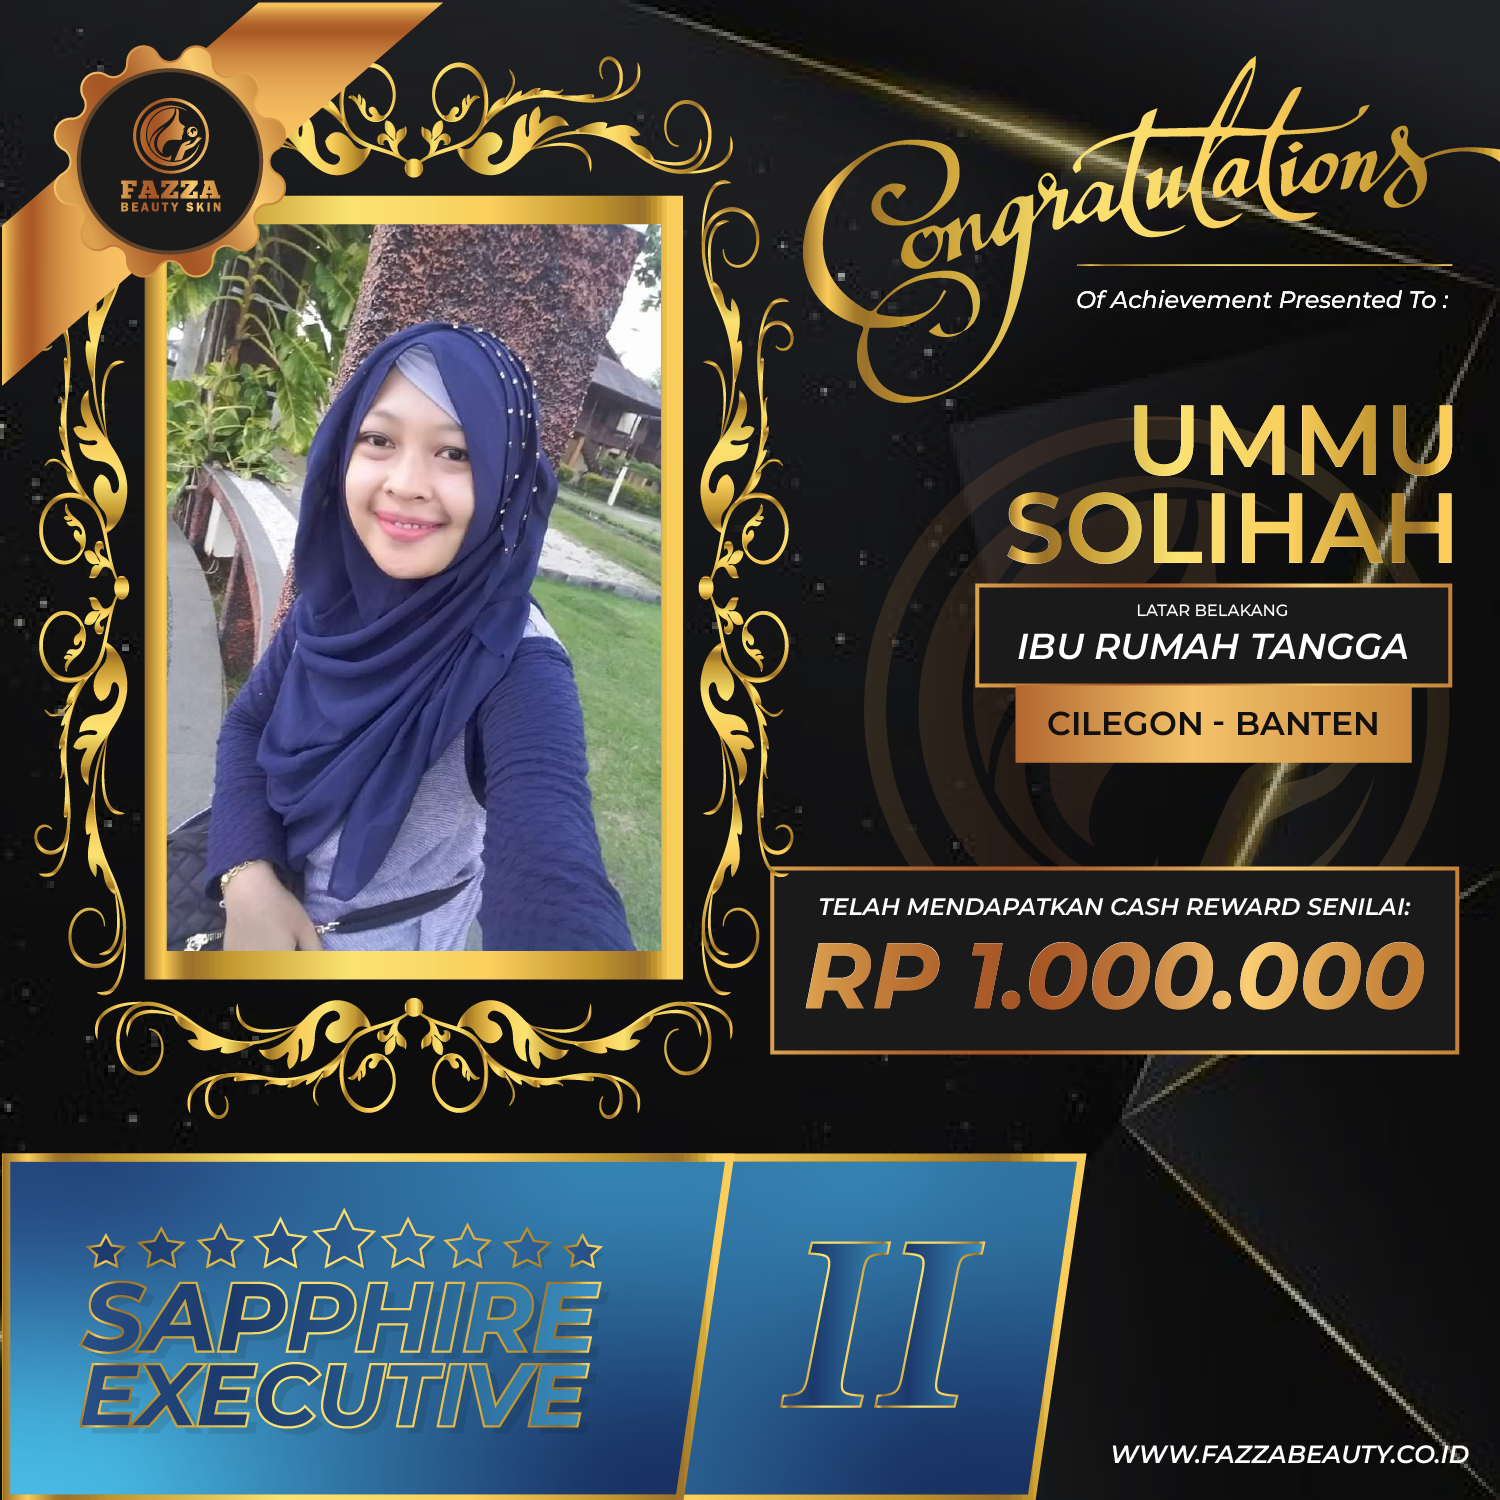 FAZZA
BEAUTY SKIN
Congratulations
Of Achievement Presented To :
UMMU
SOLIHAH
LATAR BELAKANG
IBU RUMAH TANGGA
CILEGON - BANTEN
TELAH MENDAPATKAN CASH REWARD SENILAI:
RP 1.000.000
SAPPHIRE
EXECUTIVE
II
WWW.FAZZABEAUTY.CO.ID